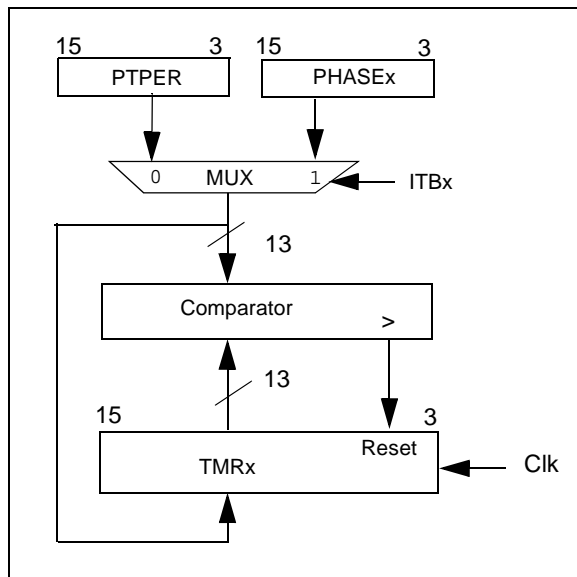 15 3 15 3
PTPER PHASEx
0 MUX 1 ITBx
13
Comparator >
13
15 3
Reset
TMRx Clk